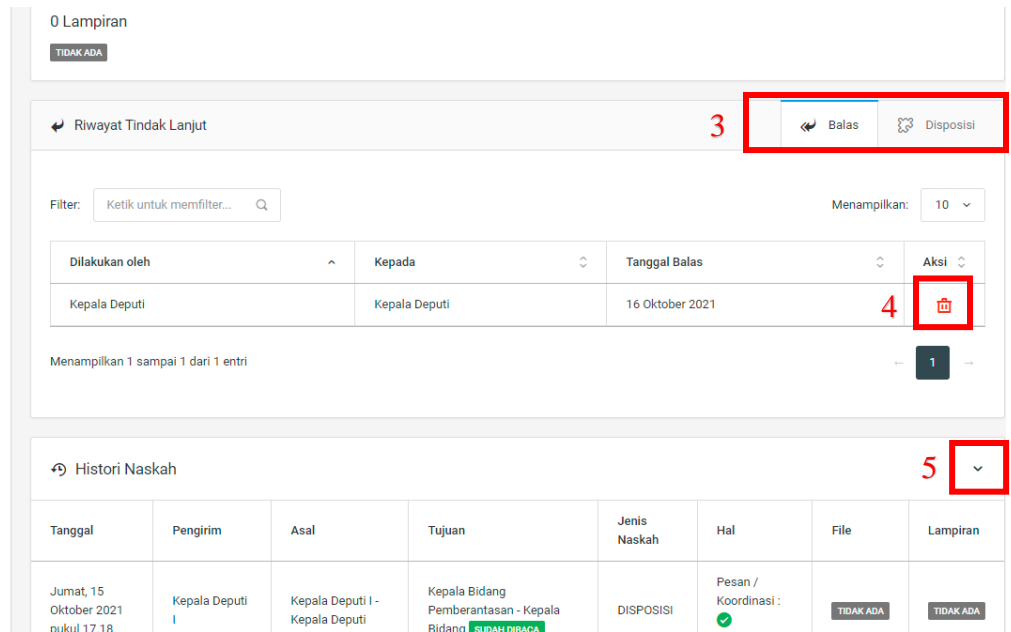 0 Lampiran
TIDAK ADA
Riwayat Tindak Lanjut
3
Balas
Disposisi
Filter:
Ketik untuk memfilter...
Menampilkan:
10
Dilakukan oleh
Kepada
Tanggal Balas
Aksi
Kepala Deputi
Kepala Deputi
16 Oktober 2021
4
Menampilkan 1 sampai 1 dari 1 entri
← 1 →
Histori Naskah
5
Tanggal
Pengirim
Asal
Tujuan
Jenis
Naskah
Hal
File
Lampiran
Jumat, 15
Oktober 2021
pukul 17.18
Kepala Deputi
I
Kepala Deputi I -
Kepala Deputi
Kepala Bidang
Pemberantasan - Kepala
Bidang SUDAH DIBACA
DISPOSISI
Pesan /
Koordinasi :
TIDAK ADA
TIDAK ADA